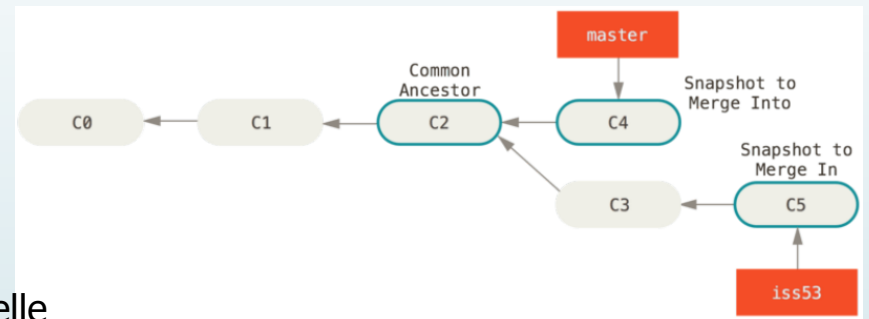 master
Common
Ancestor
Snapshot to
Merge Into
C0
C1
C2
C4
Snapshot to
Merge In
C3
C5
iss53
elle